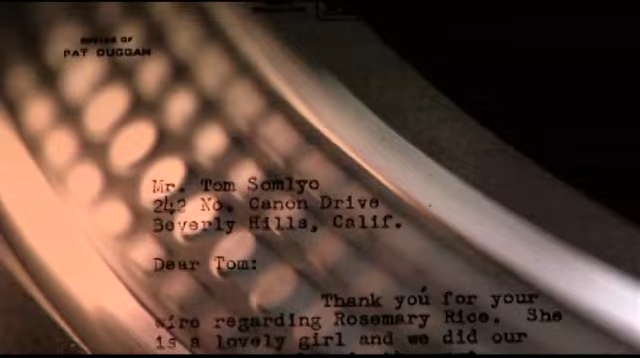 OFFICE OF
PAT DUGGAN
Mr. Tom Somlyo
242 No. Canon Drive
Beverly Hills, Calif.
Dear Tom:
Thank you for your
wire regarding Rosemary Rice. She
is a lovely girl and we did our